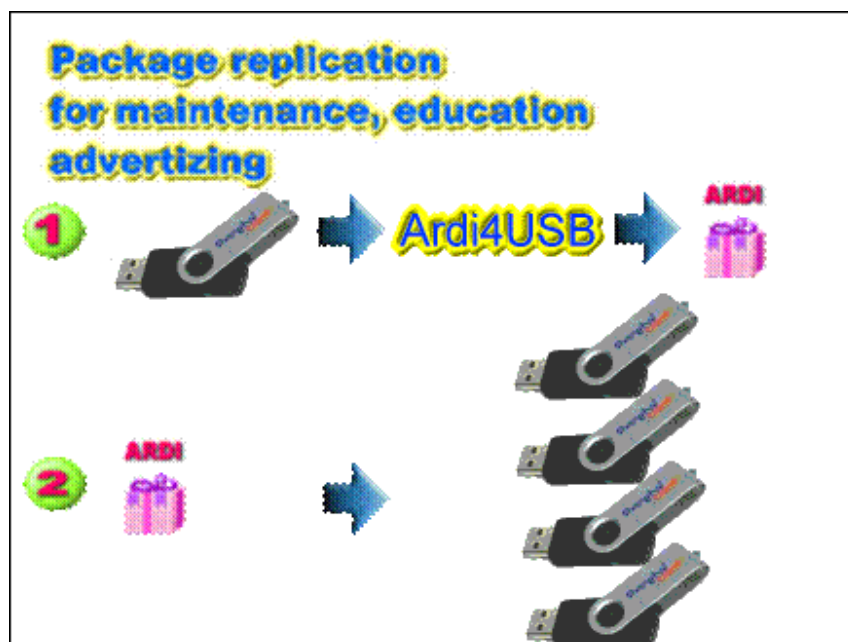 Package replication
for maintenance, education
advertizing
1
Ardi4USB
ARDI
2
ARDI